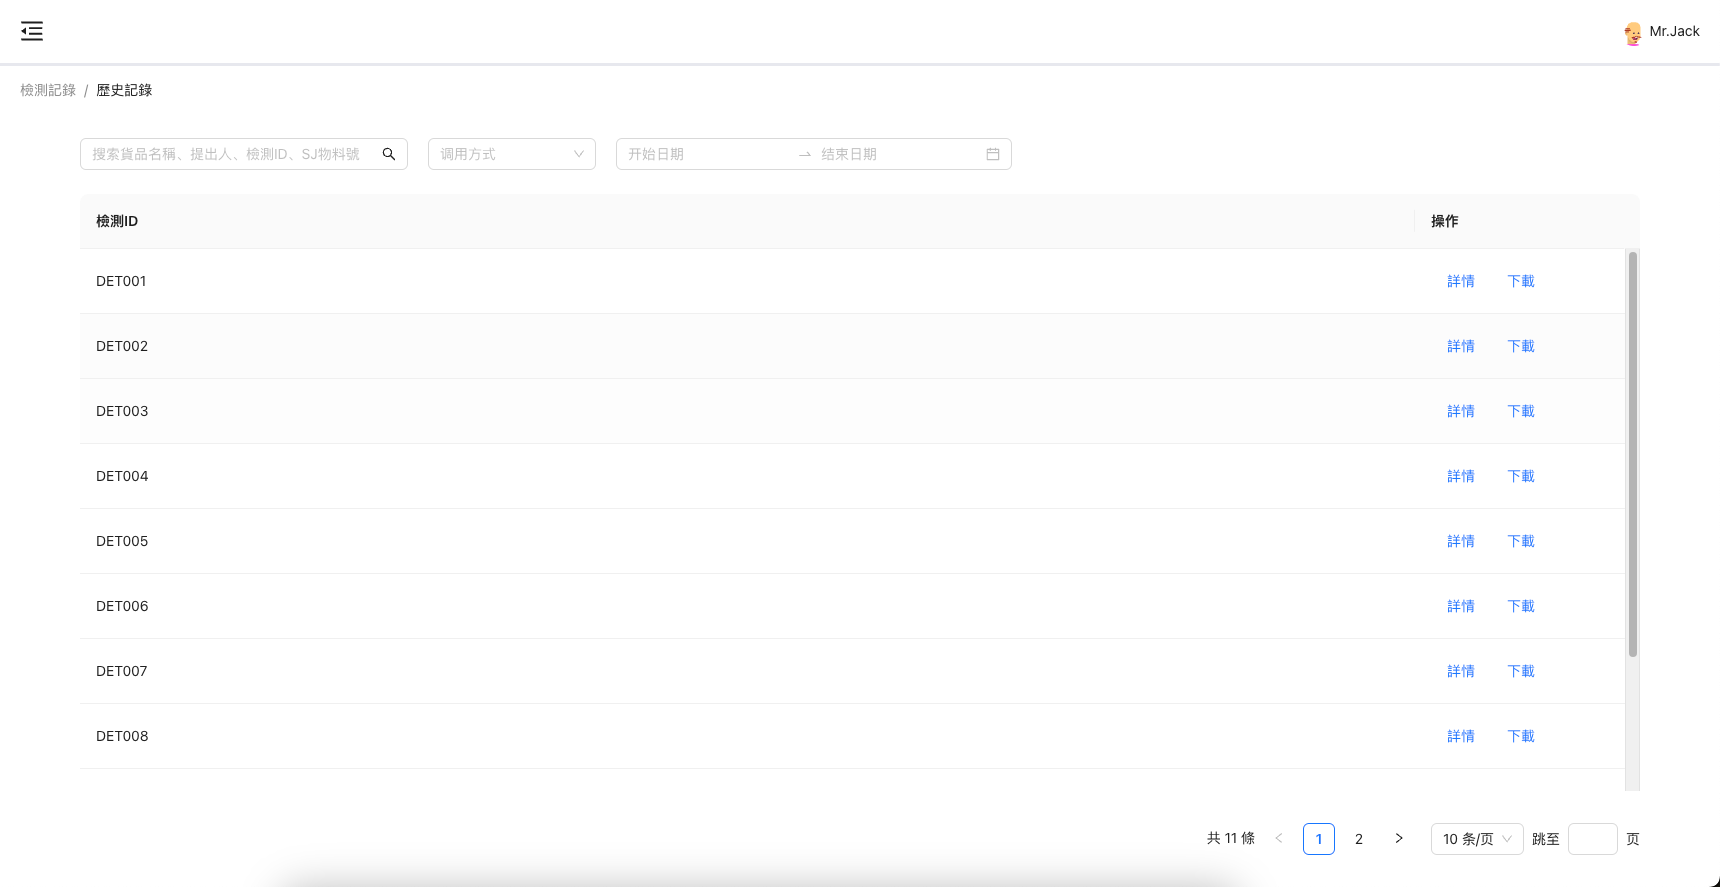 Mr.Jack
檢測記錄 / 歷史記錄
搜索貨品名稱、提出人、檢測ID、SJ物料號 调用方式 开始日期 结束日期
檢測ID 操作
DET001 詳情 下載
DET002 詳情 下載
DET003 詳情 下載
DET004 詳情 下載
DET005 詳情 下載
DET006 詳情 下載
DET007 詳情 下載
DET008 詳情 下載
共 11 條 1 2 10 条/页 跳至 页